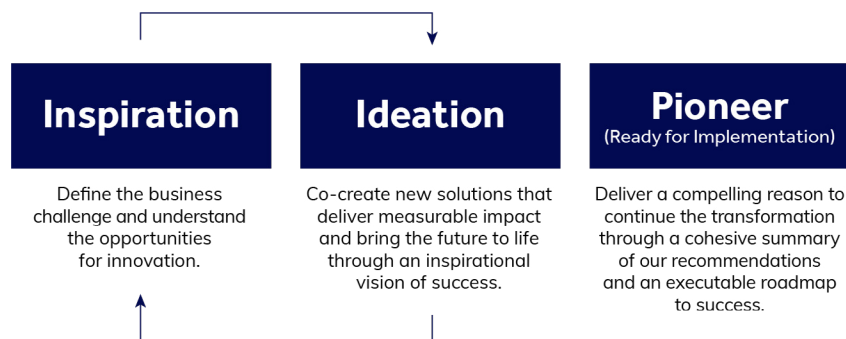 Inspiration
Define the business
challenge and understand
the opportunities
for innovation.
Ideation
Co-create new solutions that
deliver measurable impact
and bring the future to life
through an inspirational
vision of success.
Pioneer
(Ready for Implementation)
Deliver a compelling reason to
continue the transformation
through a cohesive summary
of our recommendations
and an executable roadmap
to success.